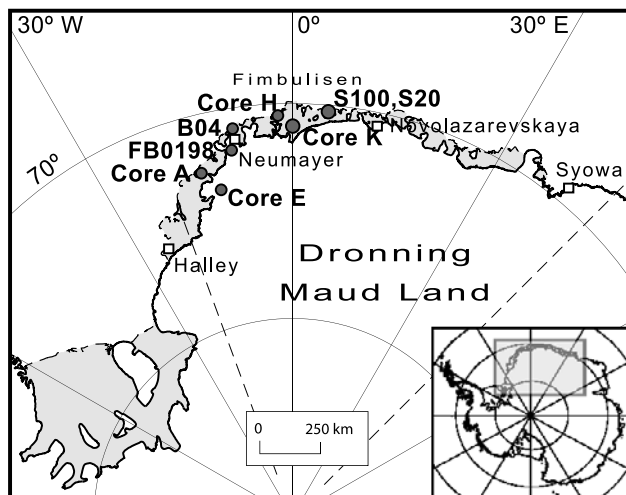 30º W
0º
30º E
Fimbulisen
Core H
S100,S20
B04
Core K
Novolazarevskaya
FB0198
Neumayer
Core A
Syowa
70º
Core E
Halley
Dronning
Maud Land
0
250 km